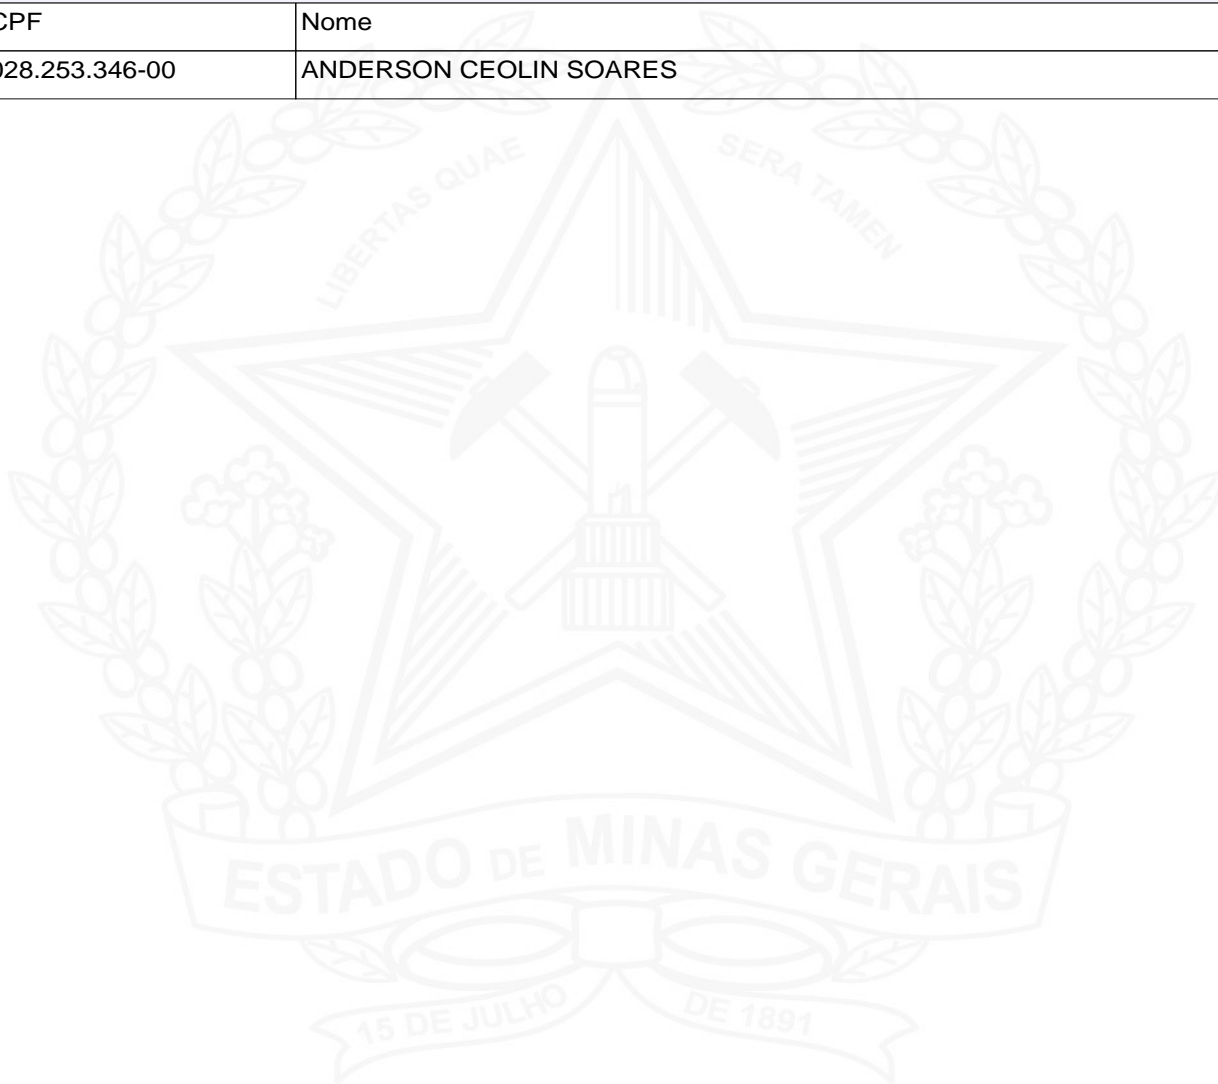 CPF Nome
028.253.346-00 ANDERSON CEOLIN SOARES
LIBERTAS QUAE SERA TAMEN
ESTADO DE MINAS GERAIS
15 DE JULHO DE 1891